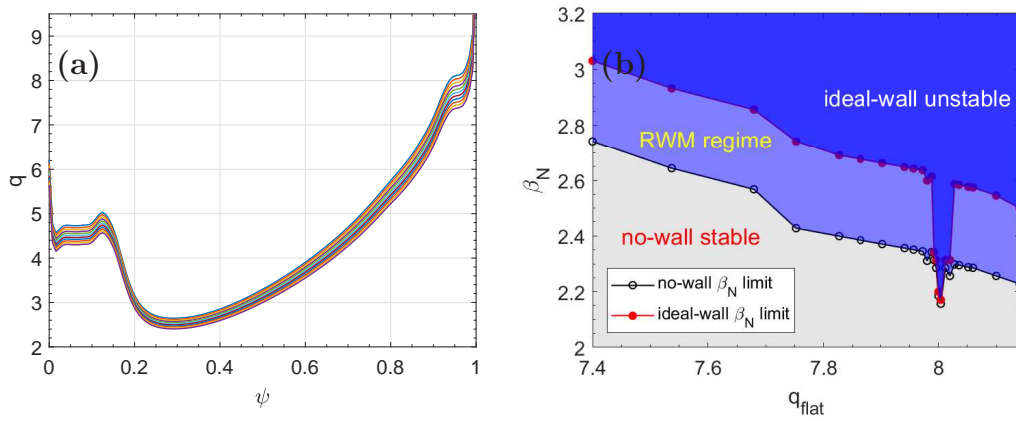 (a)
9
8
7
6
5
4
3
2
q
0
0.2
0.4
0.6
0.8
1
ψ
(b)
3.2
3
2.8
2.6
2.4
2.2
2
β_N
ideal-wall unstable
RWM regime
no-wall stable
no-wall β_N limit
ideal-wall β_N limit
7.4
7.6
7.8
8
q_flat